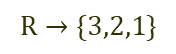 R → {3,2,1}